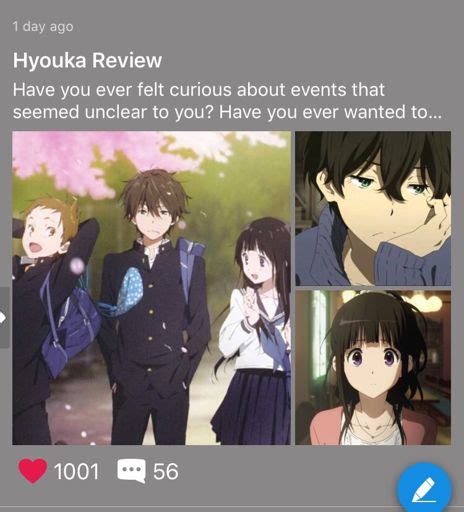 1 day ago
Hyouka Review
Have you ever felt curious about events that
seemed unclear to you? Have you ever wanted to...
1001 56